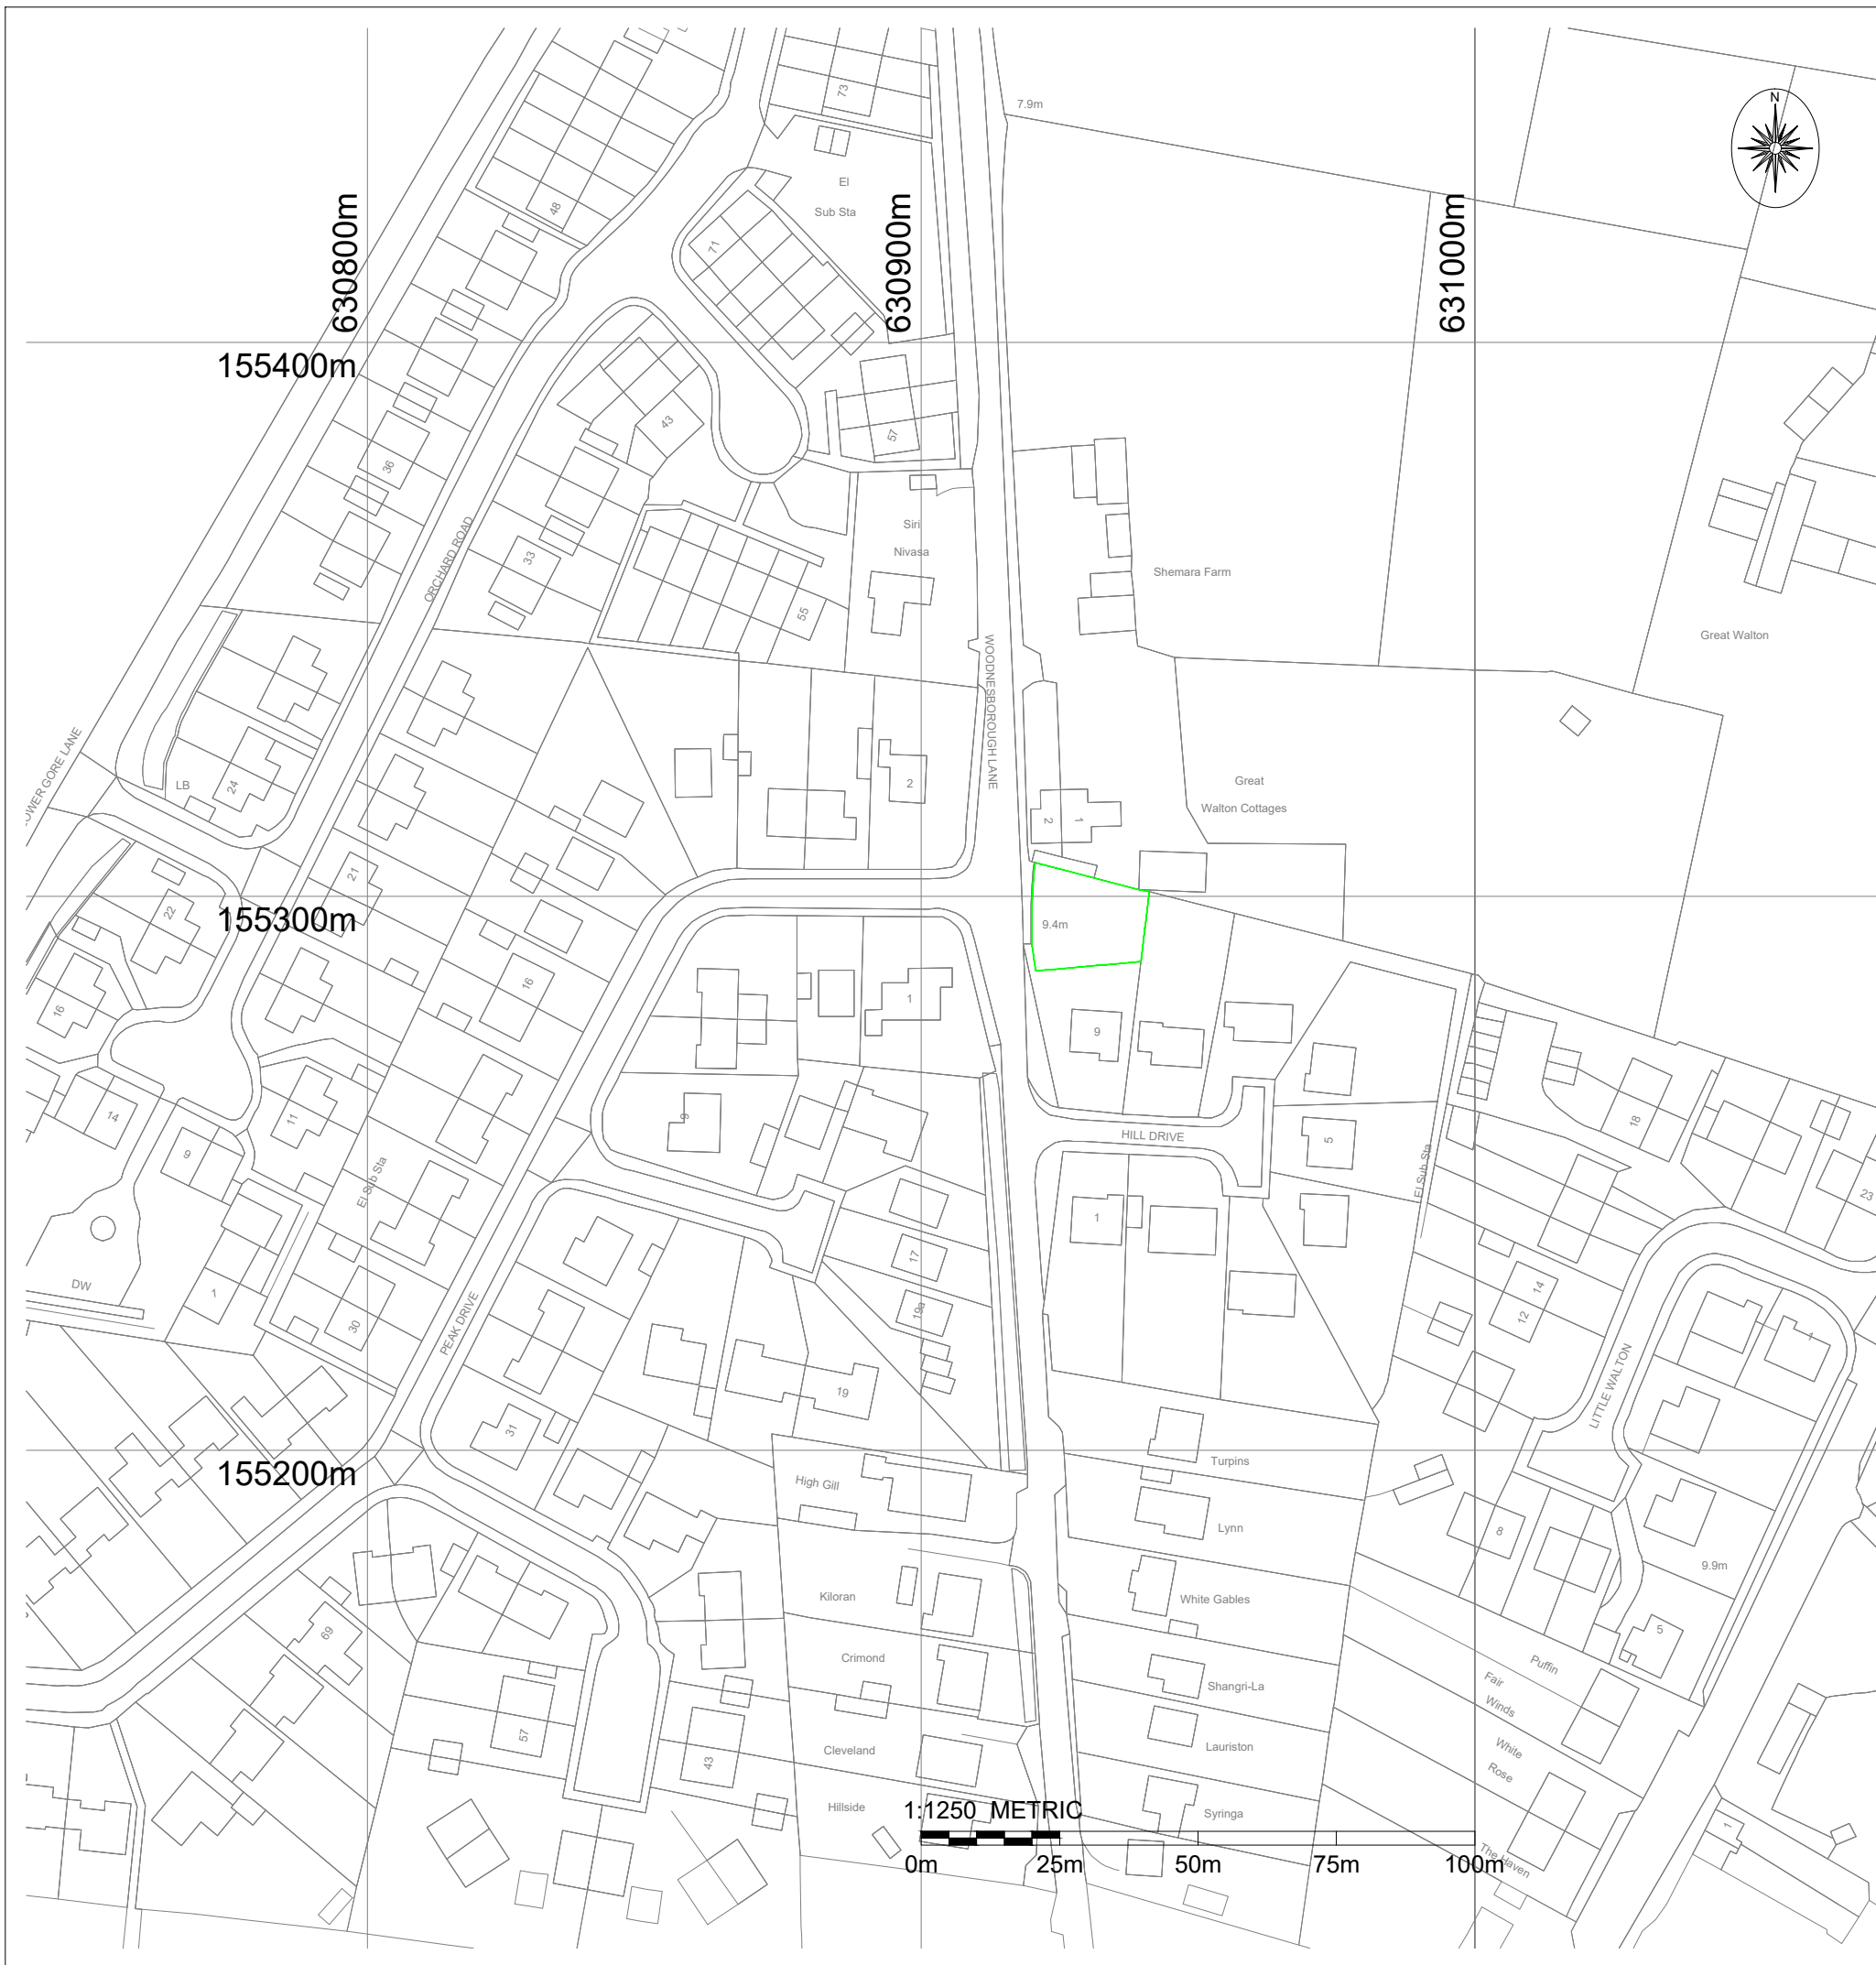 7.9m
N
73
El
Sub Sta
48
71
630800m
630900m
631000m
155400m
43
57
36
Siri
Nivasa
ORCHARD ROAD
33
Shemara Farm
55
Great Walton
WOODNESBOROUGH LANE
LB
24
2
Great
Walton Cottages
2
1
21
22
155300m
9.4m
16
16
1
9
14
11
9
9
HILL DRIVE
5
18
23
El Sub Sta
El Sub Sta
1
17
DW
1
30
PEAK DRIVE
19a
14
12
1
LITTLE WALTON
19
31
155200m
High Gill
Turpins
Lynn
8
9.9m
Kiloran
White Gables
69
5
Crimond
Shangri-La
Puffin
Fair
Winds
57
43
Cleveland
Lauriston
White
Rose
Hillside
Syringa
1
The Haven
1:1250 METRIC
0m
25m
50m
75m
100m